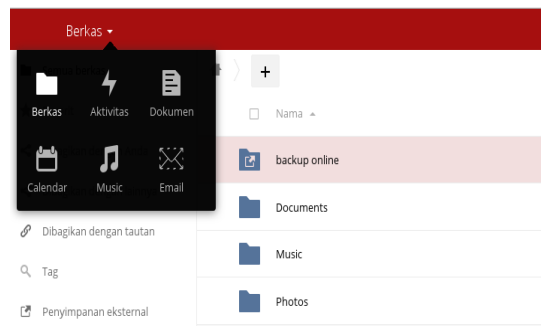 Berkas
Berkas Aktivitas Dokumen
Calendar Music Email
Dibagikan dengan tautan
Tag
Penyimpanan eksternal
+
Nama
backup online
Documents
Music
Photos